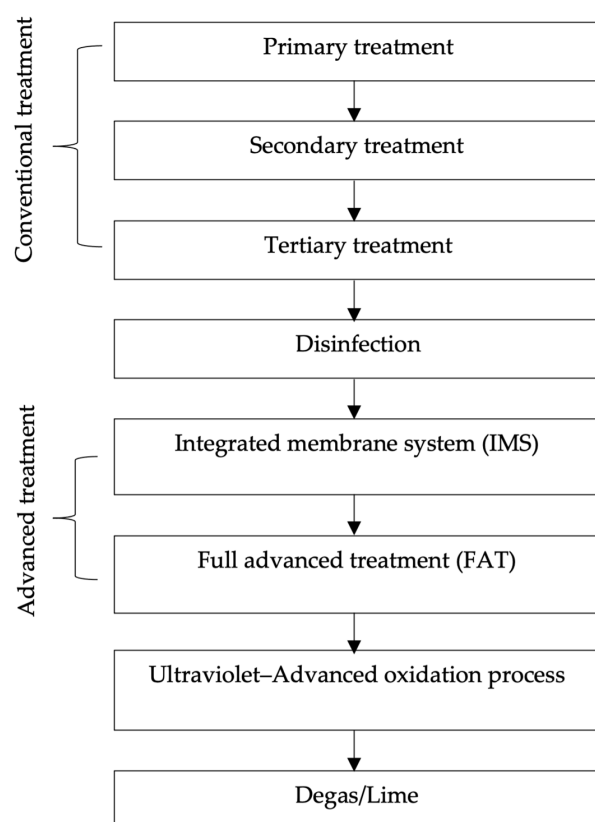 Conventional treatment
Primary treatment
Secondary treatment
Tertiary treatment
Disinfection
Advanced treatment
Integrated membrane system (IMS)
Full advanced treatment (FAT)
Ultraviolet–Advanced oxidation process
Degas/Lime